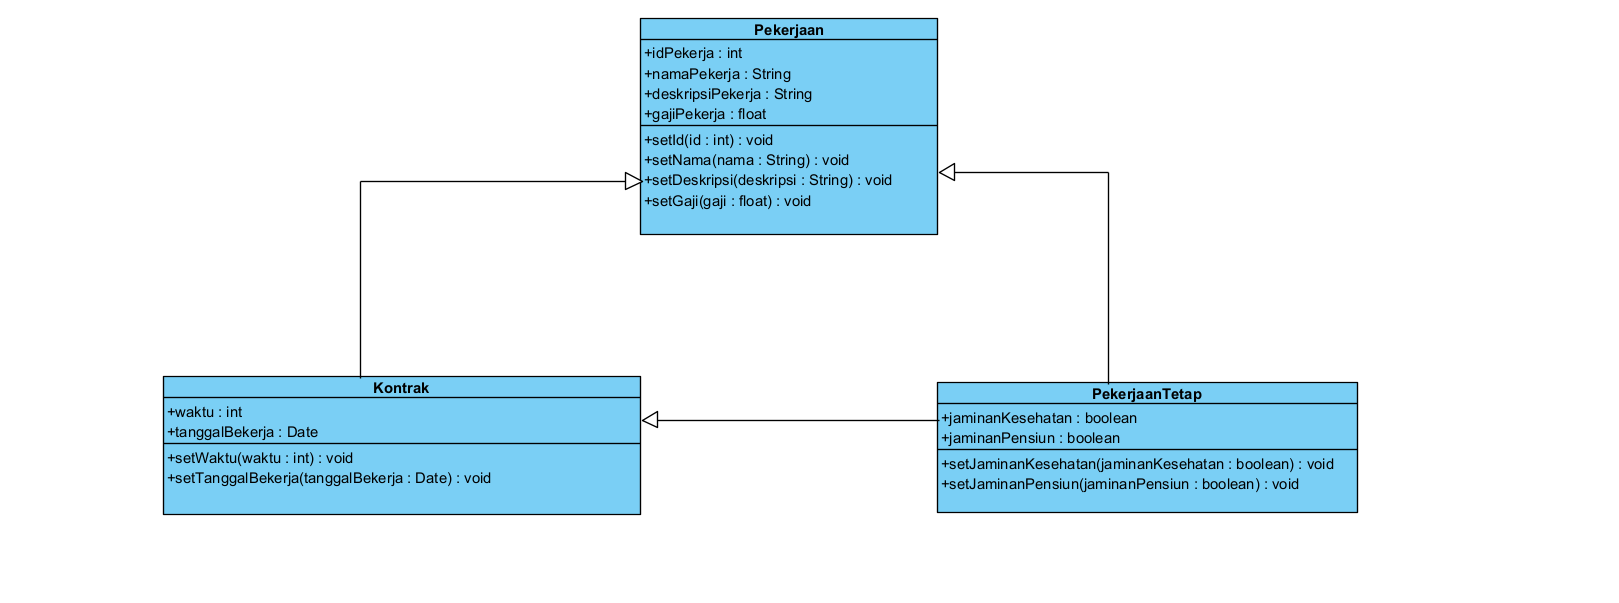 Pekerjaan
+idPekerja : int
+namaPekerja : String
+deskripsiPekerja : String
+gajiPekerja : float
+setId(id : int) : void
+setNama(nama : String) : void
+setDeskripsi(deskripsi : String) : void
+setGaji(gaji : float) : void
Kontrak
+waktu : int
+tanggalBekerja : Date
+setWaktu(waktu : int) : void
+setTanggalBekerja(tanggalBekerja : Date) : void
PekerjaanTetap
+jaminanKesehatan : boolean
+jaminanPensiun : boolean
+setJaminanKesehatan(jaminanKesehatan : boolean) : void
+setJaminanPensiun(jaminanPensiun : boolean) : void